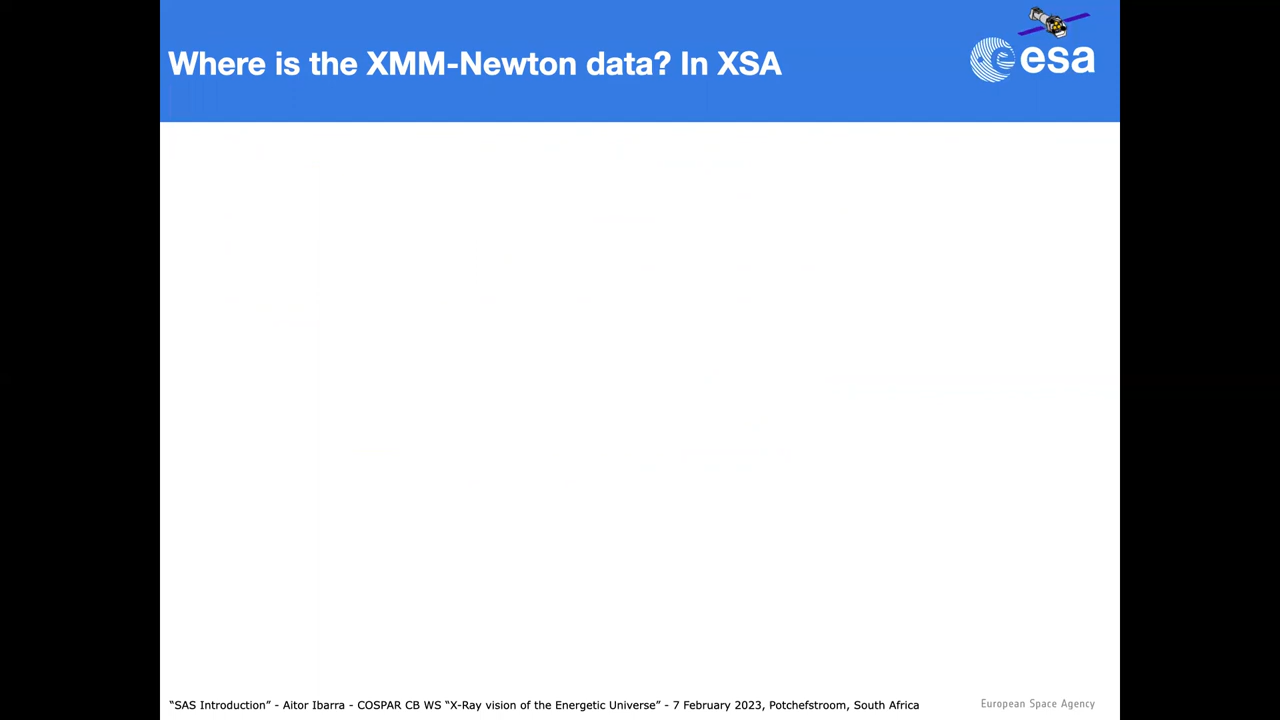 Where is the XMM-Newton data? In XSA
esa
“SAS Introduction” - Aitor Ibarra - COSPAR CB WS “X-Ray vision of the Energetic Universe” - 7 February 2023, Potchefstroom, South Africa
European Space Agency